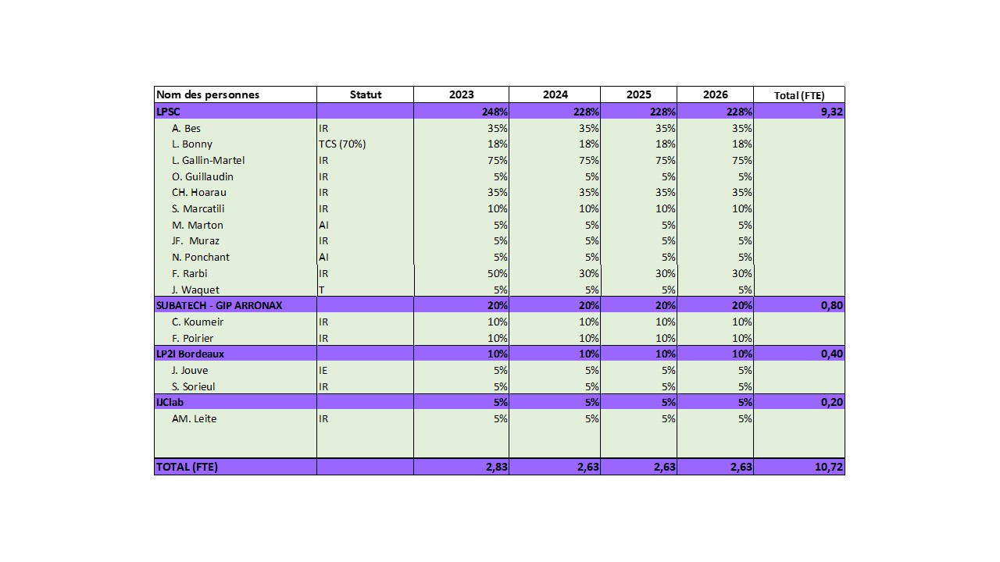 Nom des personnes Statut 2023 2024 2025 2026 Total (FTE)
LPSC 248% 228% 228% 228% 9,32
A. Bes IR 35% 35% 35% 35%
L. Bonny TCS (70%) 18% 18% 18% 18%
L. Gallin-Martel IR 75% 75% 75% 75%
O. Guillaudin IR 5% 5% 5% 5%
CH. Hoarau IR 35% 35% 35% 35%
S. Marcatili IR 10% 10% 10% 10%
M. Marton AI 5% 5% 5% 5%
JF. Muraz IR 5% 5% 5% 5%
N. Ponchant AI 5% 5% 5% 5%
F. Rarbi IR 50% 30% 30% 30%
J. Waquet T 5% 5% 5% 5%
SUBATECH - GIP ARRONAX 20% 20% 20% 20% 0,80
C. Koumeir IR 10% 10% 10% 10%
F. Poirier IR 10% 10% 10% 10%
LP2I Bordeaux 10% 10% 10% 10% 0,40
J. Jouve IE 5% 5% 5% 5%
S. Sorieul IR 5% 5% 5% 5%
IJClab 5% 5% 5% 5% 0,20
AM. Leite IR 5% 5% 5% 5%
TOTAL (FTE) 2,83 2,63 2,63 2,63 10,72